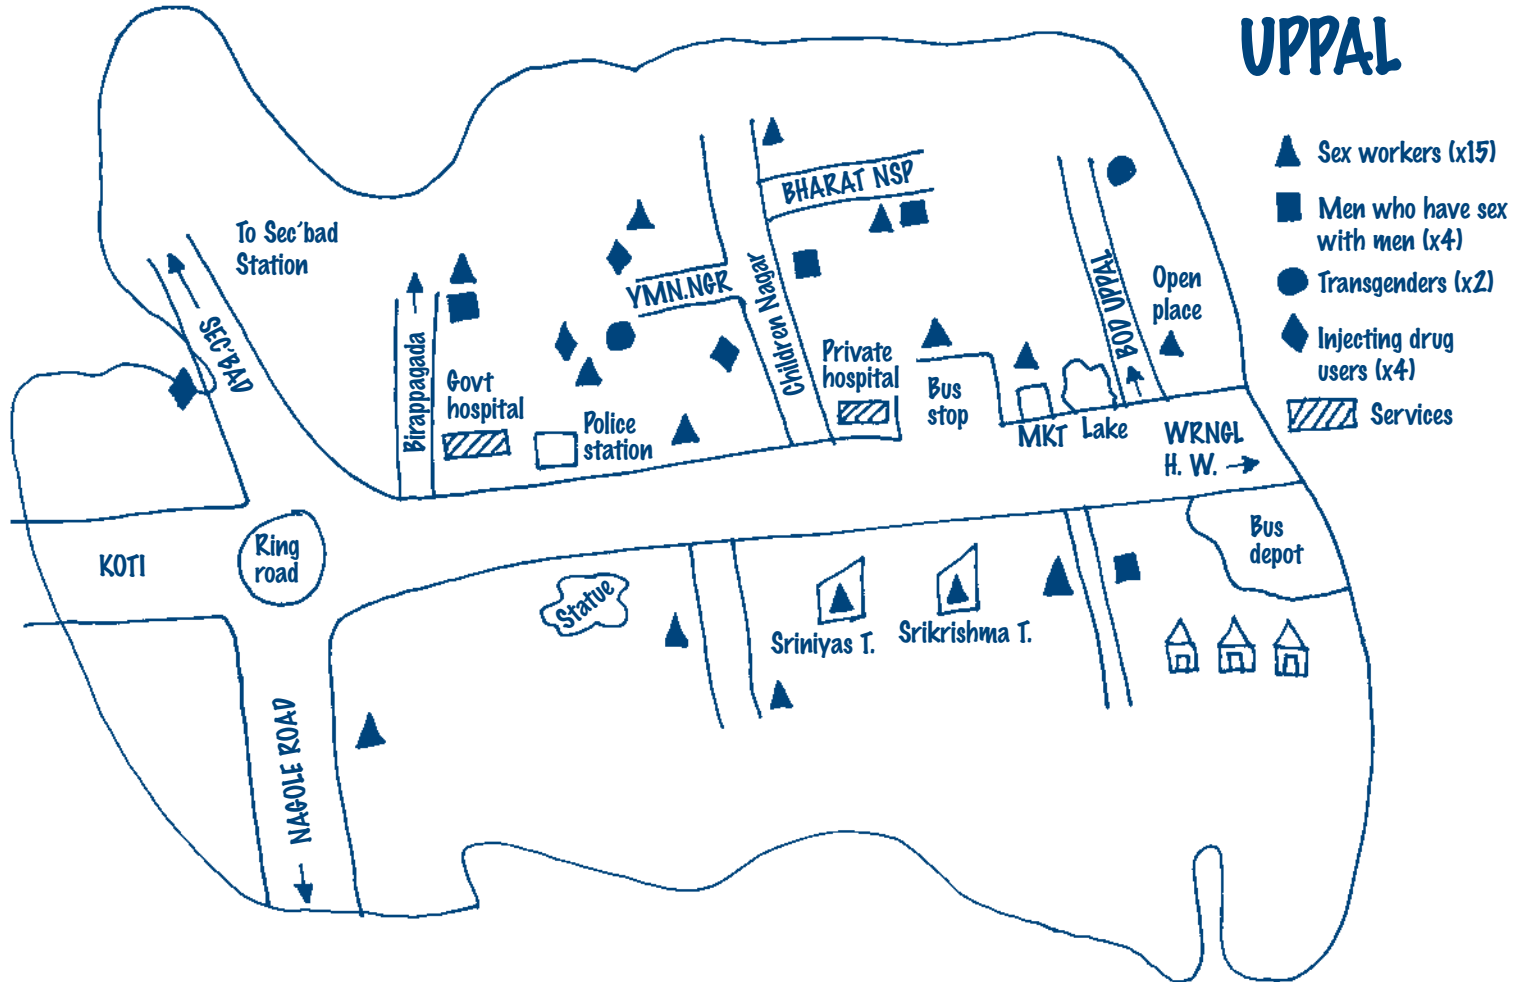 UPPAL
Sex workers (x15)
Men who have sex
with men (x4)
Transgenders (x2)
Injecting drug
users (x4)
Services
To Sec'bad
Station
SEC'BAD
Birappagada
Govt
hospital
Police
station
YMN.NGR
Children Nagar
BHARAT NSP
Private
hospital
Bus
stop
MKT
Lake
BOD UPPAL
Open
place
WRNGL
H. W.
KOTI
Ring
road
NAGOLE ROAD
Statue
Sriniyas T.
Srikrishma T.
Bus
depot